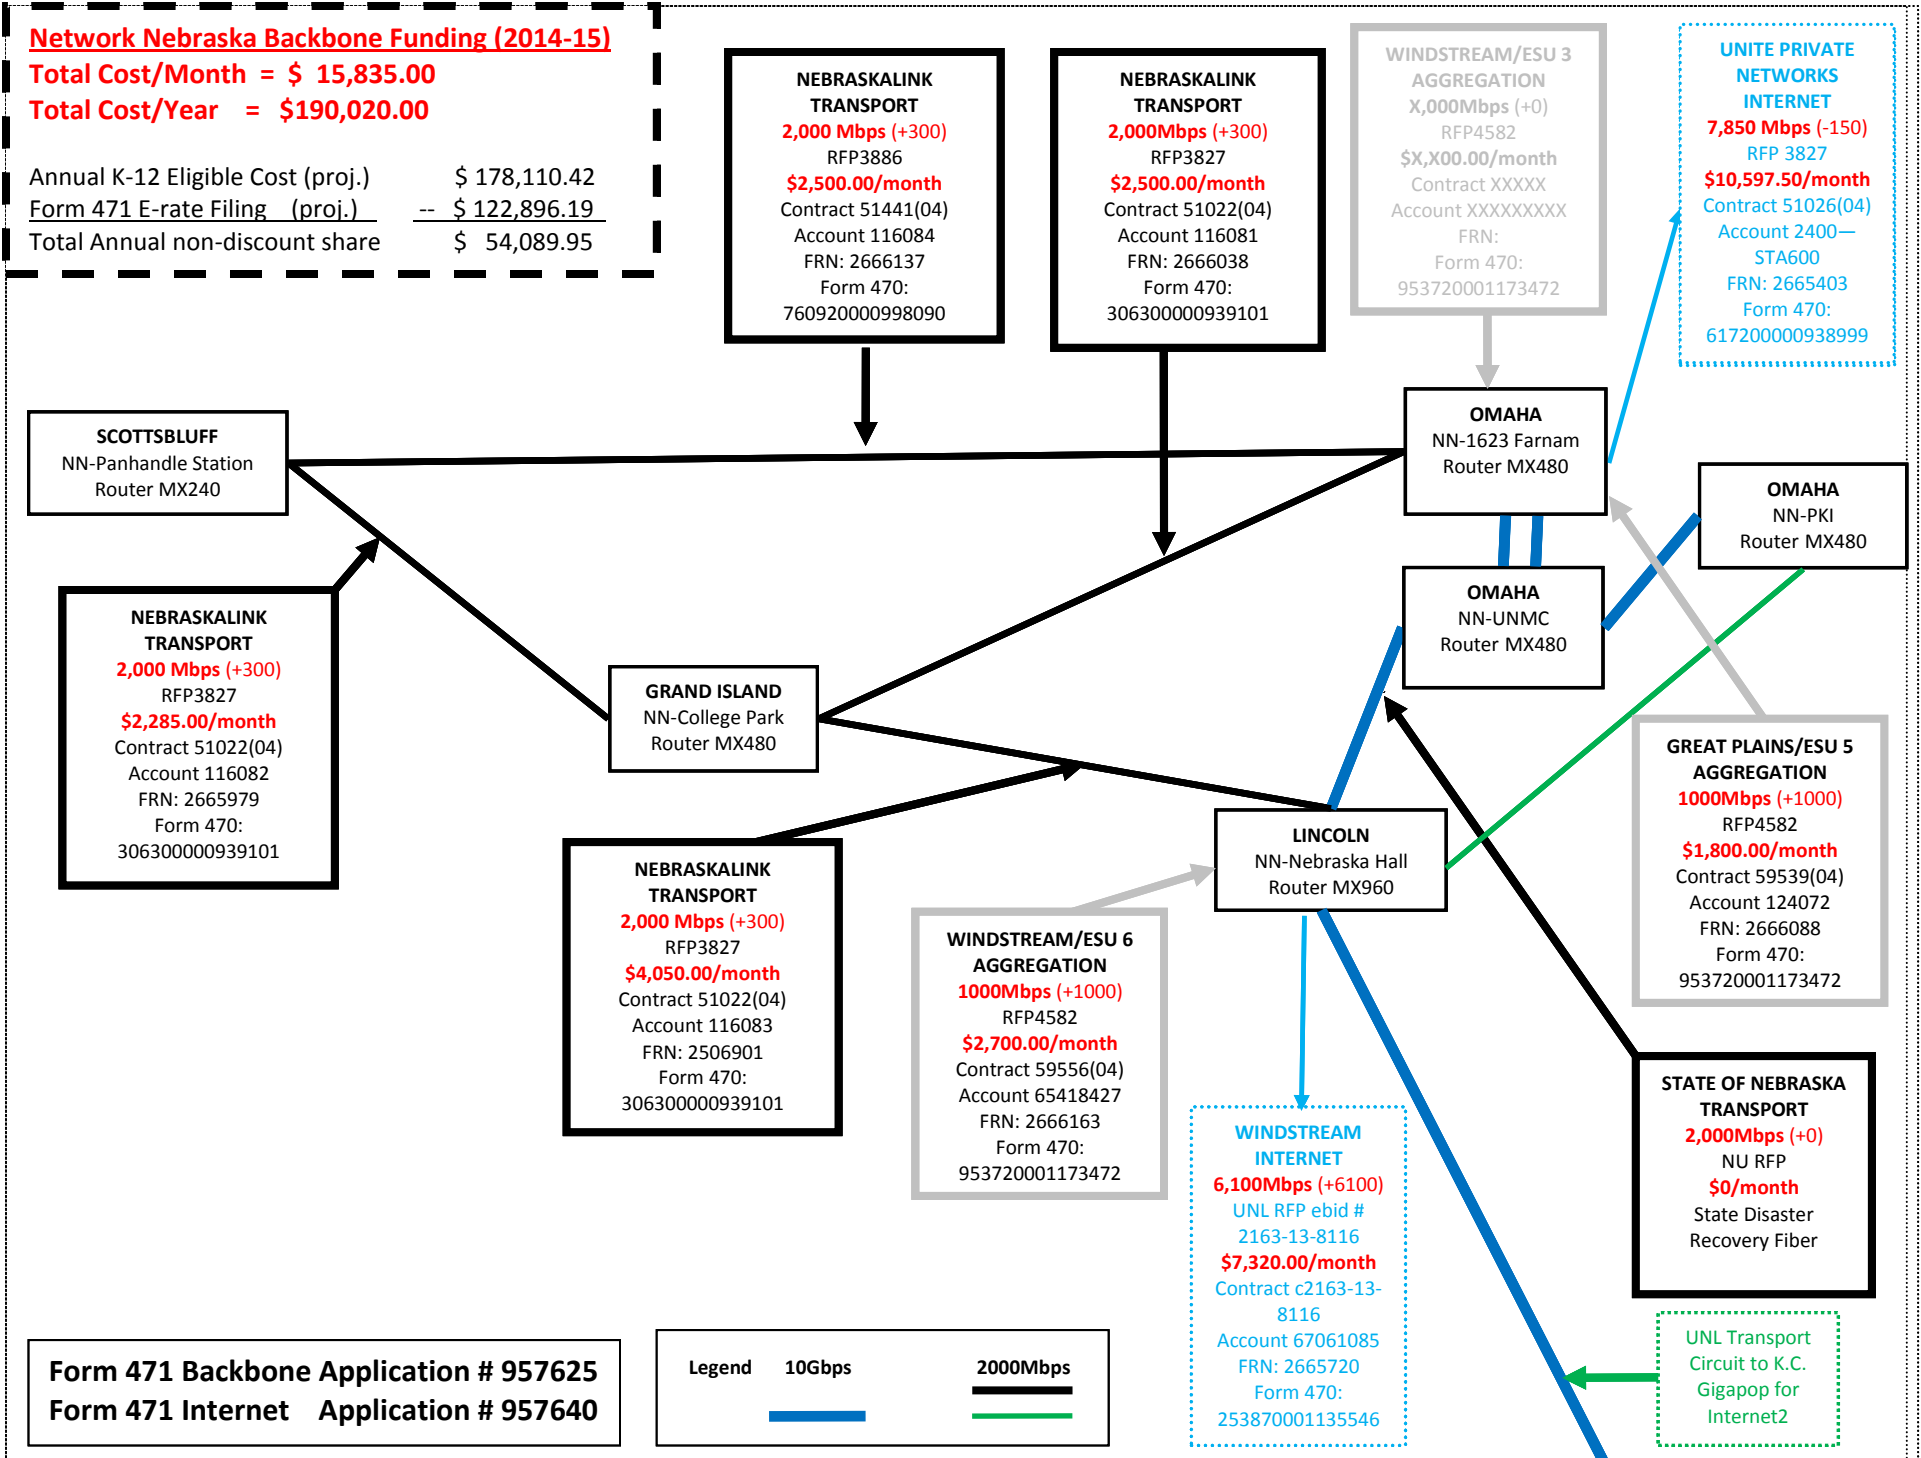 Network Nebraska Backbone Funding (2014-15)
Total Cost/Month = $ 15,835.00
Total Cost/Year = $190,020.00
Annual K-12 Eligible Cost (proj.) $ 178,110.42
Form 471 E-rate Filing (proj.) -- $ 122,896.19
Total Annual non-discount share $ 54,089.95
NEBRASKALINK
TRANSPORT
2,000 Mbps (+300)
RFP3886
$2,500.00/month
Contract 51441(04)
Account 116084
FRN: 2666137
Form 470:
760920000998090
NEBRASKALINK
TRANSPORT
2,000Mbps (+300)
RFP3827
$2,500.00/month
Contract 51022(04)
Account 116081
FRN: 2666038
Form 470:
306300000939101
WINDSTREAM/ESU 3
AGGREGATION
X,000Mbps (+0)
RFP4582
$X,X00.00/month
Contract XXXXX
Account XXXXXXXXX
FRN:
Form 470:
953720001173472
UNITE PRIVATE
NETWORKS
INTERNET
7,850 Mbps (-150)
RFP 3827
$10,597.50/month
Contract 51026(04)
Account 2400—
STA600
FRN: 2665403
Form 470:
617200000938999
SCOTTSBLUFF
NN-Panhandle Station
Router MX240
OMAHA
NN-1623 Farnam
Router MX480
OMAHA
NN-PKI
Router MX480
OMAHA
NN-UNMC
Router MX480
NEBRASKALINK
TRANSPORT
2,000 Mbps (+300)
RFP3827
$2,285.00/month
Contract 51022(04)
Account 116082
FRN: 2665979
Form 470:
306300000939101
GRAND ISLAND
NN-College Park
Router MX480
GREAT PLAINS/ESU 5
AGGREGATION
1000Mbps (+1000)
RFP4582
$1,800.00/month
Contract 59539(04)
Account 124072
FRN: 2666088
Form 470:
953720001173472
LINCOLN
NN-Nebraska Hall
Router MX960
NEBRASKALINK
TRANSPORT
2,000 Mbps (+300)
RFP3827
$4,050.00/month
Contract 51022(04)
Account 116083
FRN: 2506901
Form 470:
306300000939101
WINDSTREAM/ESU 6
AGGREGATION
1000Mbps (+1000)
RFP4582
$2,700.00/month
Contract 59556(04)
Account 65418427
FRN: 2666163
Form 470:
953720001173472
WINDSTREAM
INTERNET
6,100Mbps (+6100)
UNL RFP ebid #
2163-13-8116
$7,320.00/month
Contract c2163-13-
8116
Account 67061085
FRN: 2665720
Form 470:
253870001135546
STATE OF NEBRASKA
TRANSPORT
2,000Mbps (+0)
NU RFP
$0/month
State Disaster
Recovery Fiber
UNL Transport
Circuit to K.C.
Gigapop for
Internet2
Form 471 Backbone Application # 957625
Form 471 Internet Application # 957640
Legend 10Gbps 2000Mbps